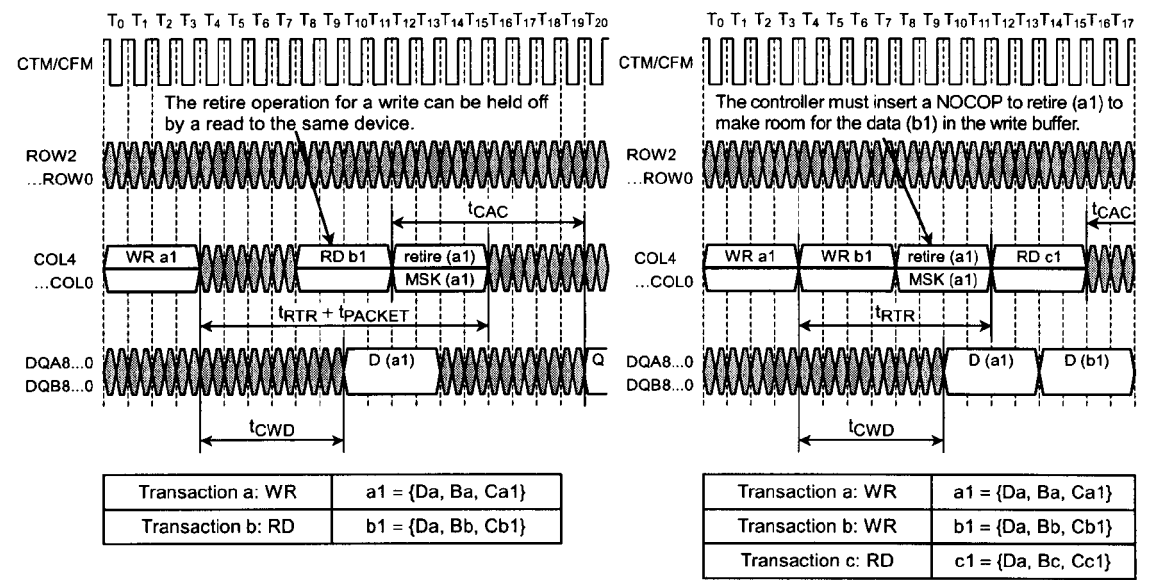 T0 T1 T2 T3 T4 T5 T6 T7 T8 T9 T10 T11 T12 T13 T14 T15 T16 T17 T18 T19 T20
CTM/CFM
The retire operation for a write can be held off
by a read to the same device.
ROW2
...ROW0
tCAC
COL4
...COL0
WR a1
RD b1
retire (a1)
MSK (a1)
tRTR + tPACKET
DQA8...0
DQB8...0
D (a1)
Q
tCWD
Transaction a: WR a1 = {Da, Ba, Ca1}
Transaction b: RD b1 = {Da, Bb, Cb1}
T0 T1 T2 T3 T4 T5 T6 T7 T8 T9 T10 T11 T12 T13 T14 T15 T16 T17
CTM/CFM
The controller must insert a NOCOP to retire (a1) to
make room for the data (b1) in the write buffer.
ROW2
...ROW0
tCAC
COL4
...COL0
WR a1
WR b1
retire (a1)
MSK (a1)
RD c1
tRTR
DQA8...0
DQB8...0
D (a1)
D (b1)
tCWD
Transaction a: WR a1 = {Da, Ba, Ca1}
Transaction b: WR b1 = {Da, Bb, Cb1}
Transaction c: RD c1 = {Da, Bc, Cc1}